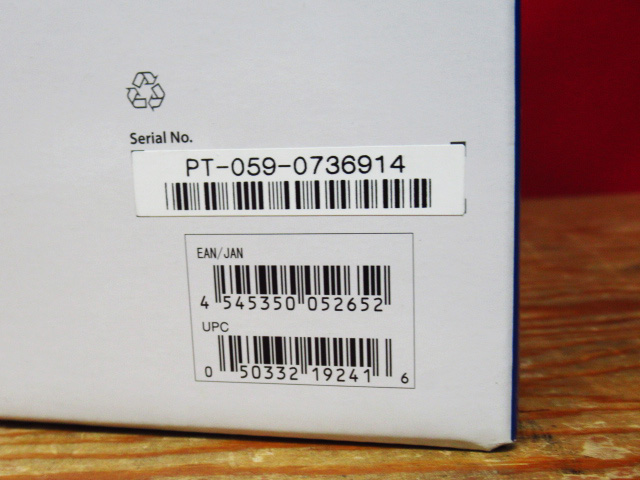 Serial No.
PT-059-0736914
EAN/JAN
4 545350 052652
UPC
0 50332 19241 6